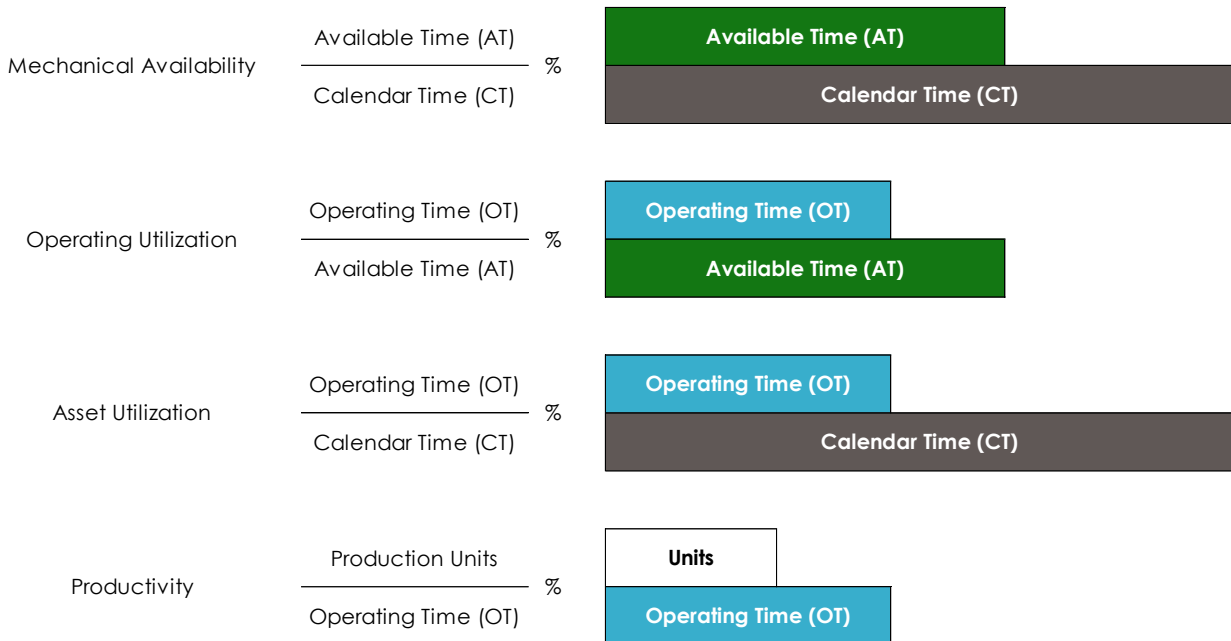 Mechanical Availability
Available Time (AT)
Calendar Time (CT)
%
Available Time (AT)
Calendar Time (CT)
Operating Utilization
Operating Time (OT)
Available Time (AT)
%
Operating Time (OT)
Available Time (AT)
Asset Utilization
Operating Time (OT)
Calendar Time (CT)
%
Operating Time (OT)
Calendar Time (CT)
Productivity
Production Units
Operating Time (OT)
%
Units
Operating Time (OT)